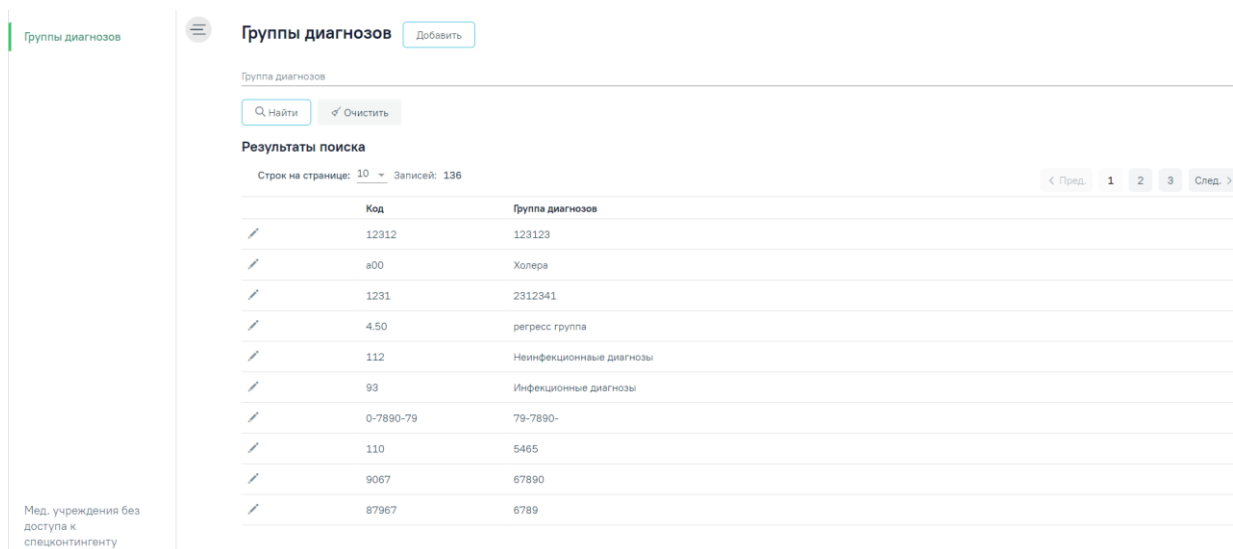 Группы диагнозов
Группы диагнозов Добавить
Группа диагнозов
Найти Очистить
Результаты поиска
Строк на странице: 10 Записей: 136 < Пред. 1 2 3 След. >
Код Группа диагнозов
12312 123123
a00 Холера
1231 2312341
4.50 регресс группа
112 Неинфекционнаые диагнозы
93 Инфекционные диагнозы
0-7890-79 79-7890-
110 5465
9067 67890
87967 6789
Мед. учреждения без
доступа к
спецконтингенту